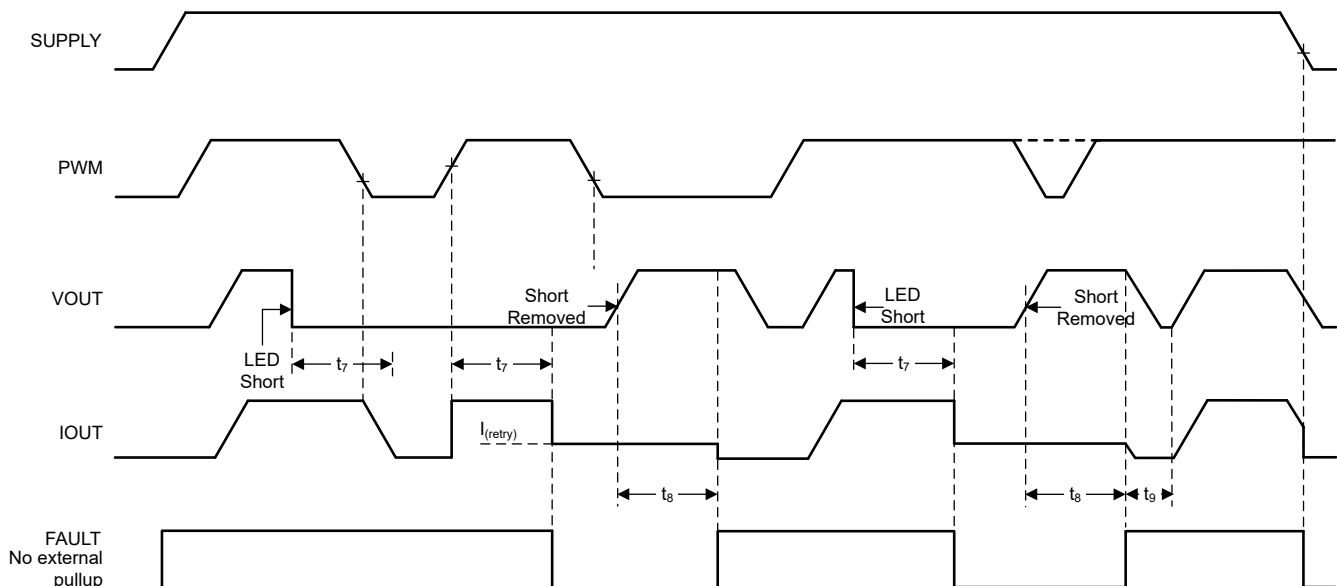 SUPPLY
PWM
VOUT
LED
Short
t7
t7
Short
Removed
LED
Short
t7
Short
Removed
IOUT
I(retry)
t8
t8
t9
FAULT
No external
pullup